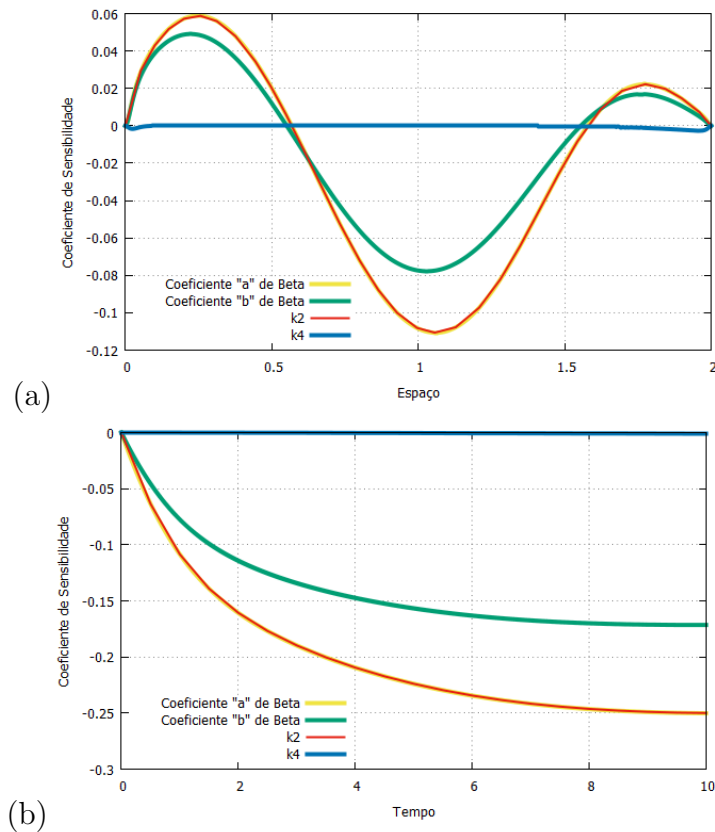 0.06
0.04
0.02
0
-0.02
-0.04
-0.06
-0.08
-0.1
-0.12
Coeficiente de Sensibilidade
Coeficiente "a" de Beta
Coeficiente "b" de Beta
k2
k4
0 0.5 1 1.5 2
Espaço
(a)
0
-0.05
-0.1
-0.15
-0.2
-0.25
-0.3
Coeficiente de Sensibilidade
Coeficiente "a" de Beta
Coeficiente "b" de Beta
k2
k4
0 2 4 6 8 10
Tempo
(b)